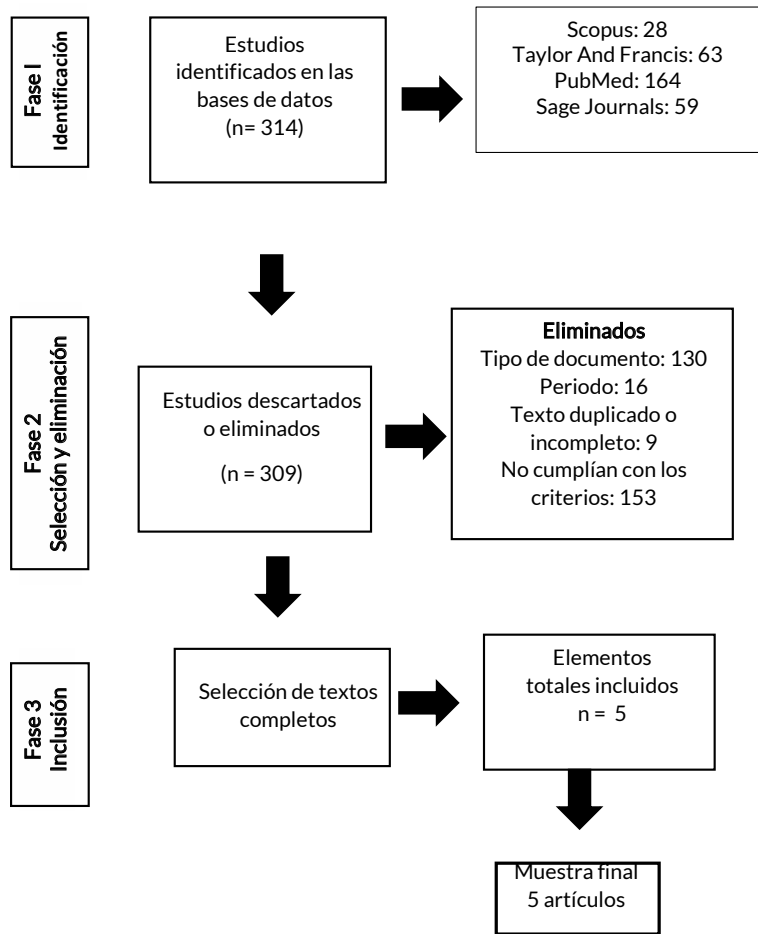 Fase I
Identificación
Estudios
identificados en las
bases de datos
(n= 314)
Scopus: 28
Taylor And Francis: 63
PubMed: 164
Sage Journals: 59
Fase 2
Selección y eliminación
Estudios descartados
o eliminados
(n = 309)
Eliminados
Tipo de documento: 130
Periodo: 16
Texto duplicado o
incompleto: 9
No cumplían con los
criterios: 153
Fase 3
Inclusión
Selección de textos
completos
Elementos
totales incluidos
n = 5
Muestra final
5 artículos